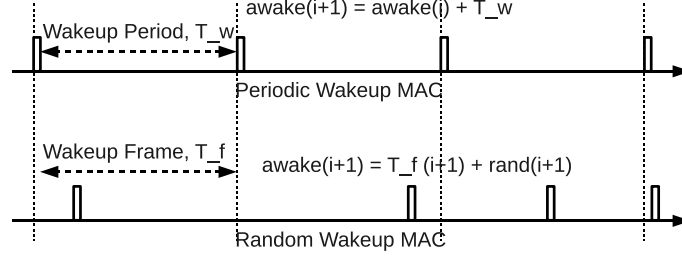 awake(i+1) = awake(i) + T_w
Wakeup Period, T_w
Periodic Wakeup MAC
Wakeup Frame, T_f
awake(i+1) = T_f (i+1) + rand(i+1)
Random Wakeup MAC